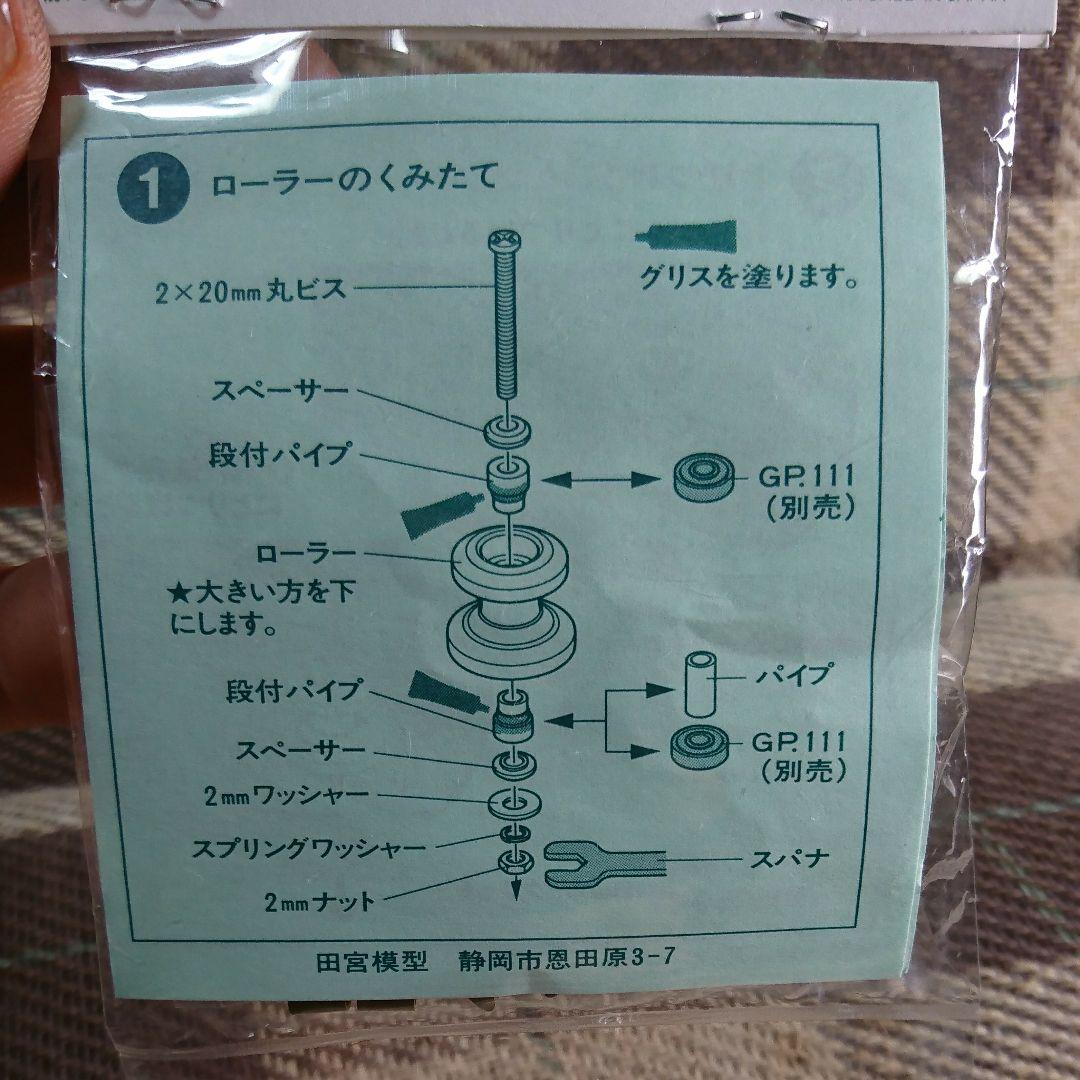 1 ローラーのくみたて
グリスを塗ります。
2×20mm丸ビス
スペーサー
段付パイプ
GP.111
(別売)
ローラー
★大きい方を下
にします。
段付パイプ
パイプ
GP.111
(別売)
スペーサー
2mmワッシャー
スプリングワッシャー
スパナ
2mmナット
田宮模型 静岡市恩田原3-7